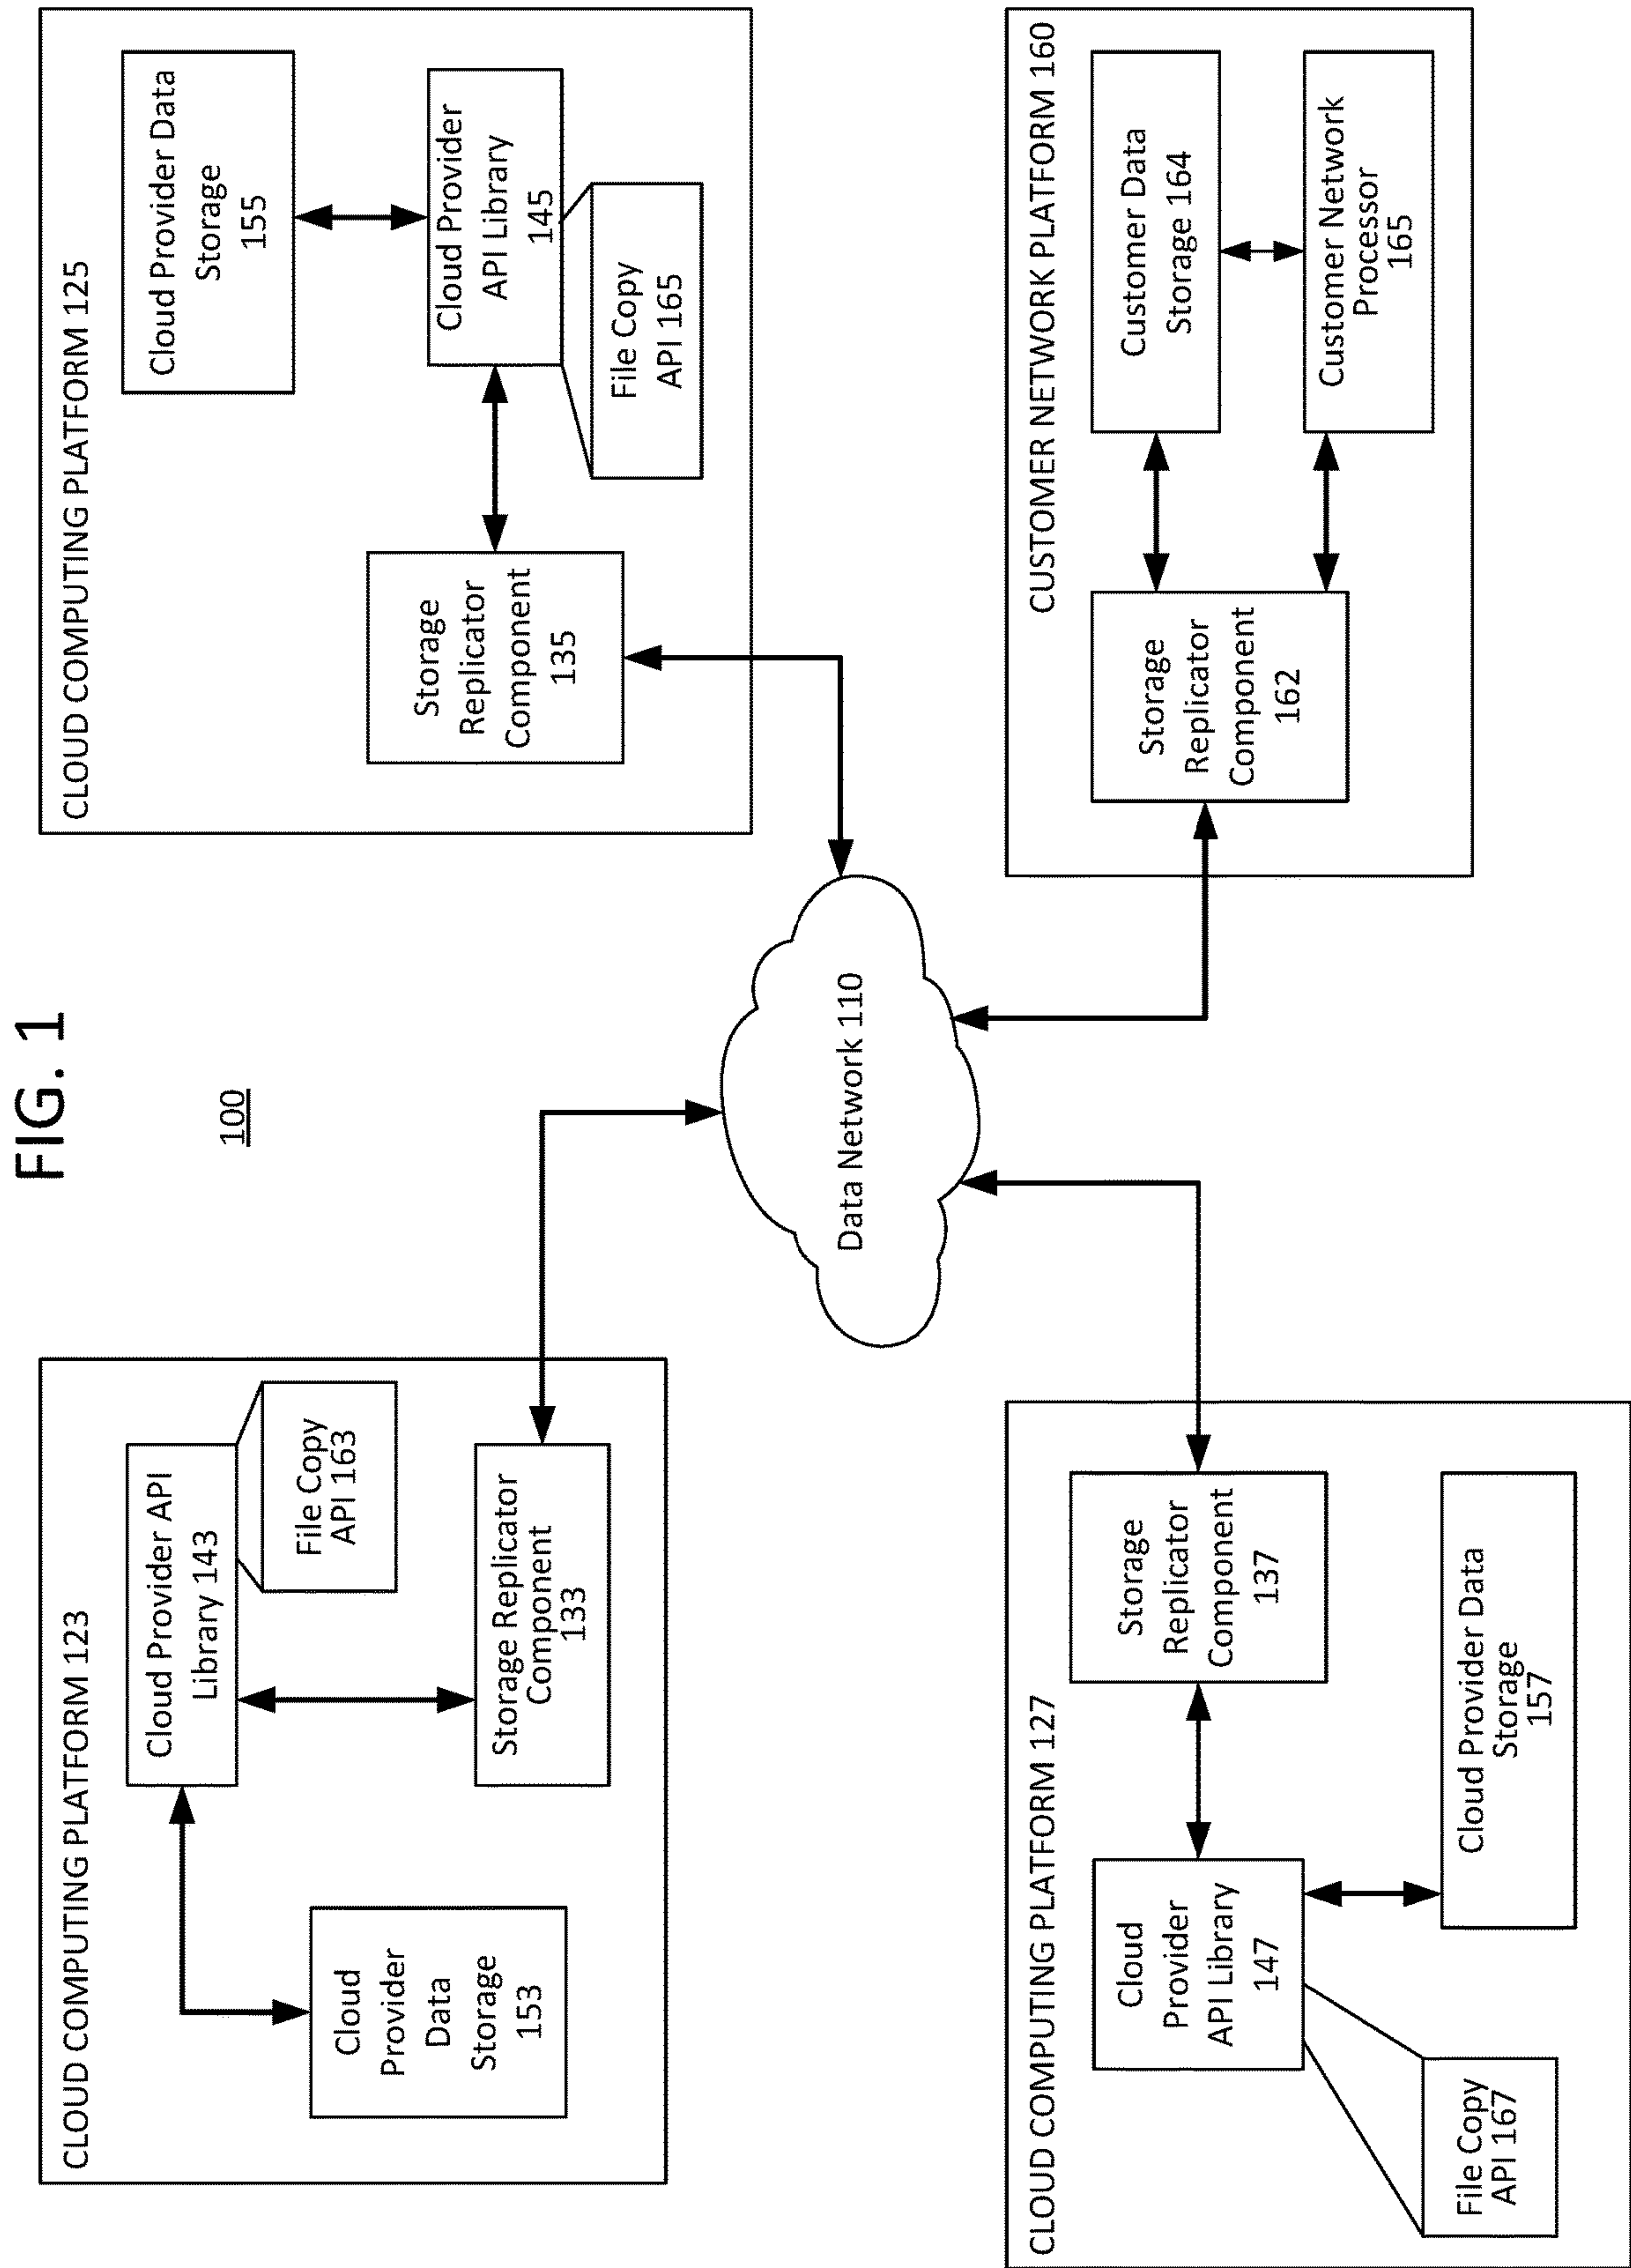 FIG. 1
100
CLOUD COMPUTING PLATFORM 123
Cloud Provider API
Library 143
File Copy
API 163
Cloud
Provider
Data
Storage
153
Storage Replicator
Component
133
CLOUD COMPUTING PLATFORM 125
Cloud Provider Data
Storage
155
Cloud Provider
API Library
145
File Copy
API 165
Storage
Replicator
Component
135
Data Network 110
CLOUD COMPUTING PLATFORM 127
Cloud
Provider
API Library
147
Storage
Replicator
Component
137
File Copy
API 167
Cloud Provider Data
Storage
157
CUSTOMER NETWORK PLATFORM 160
Storage
Replicator
Component
162
Customer Data
Storage 164
Customer Network
Processor
165